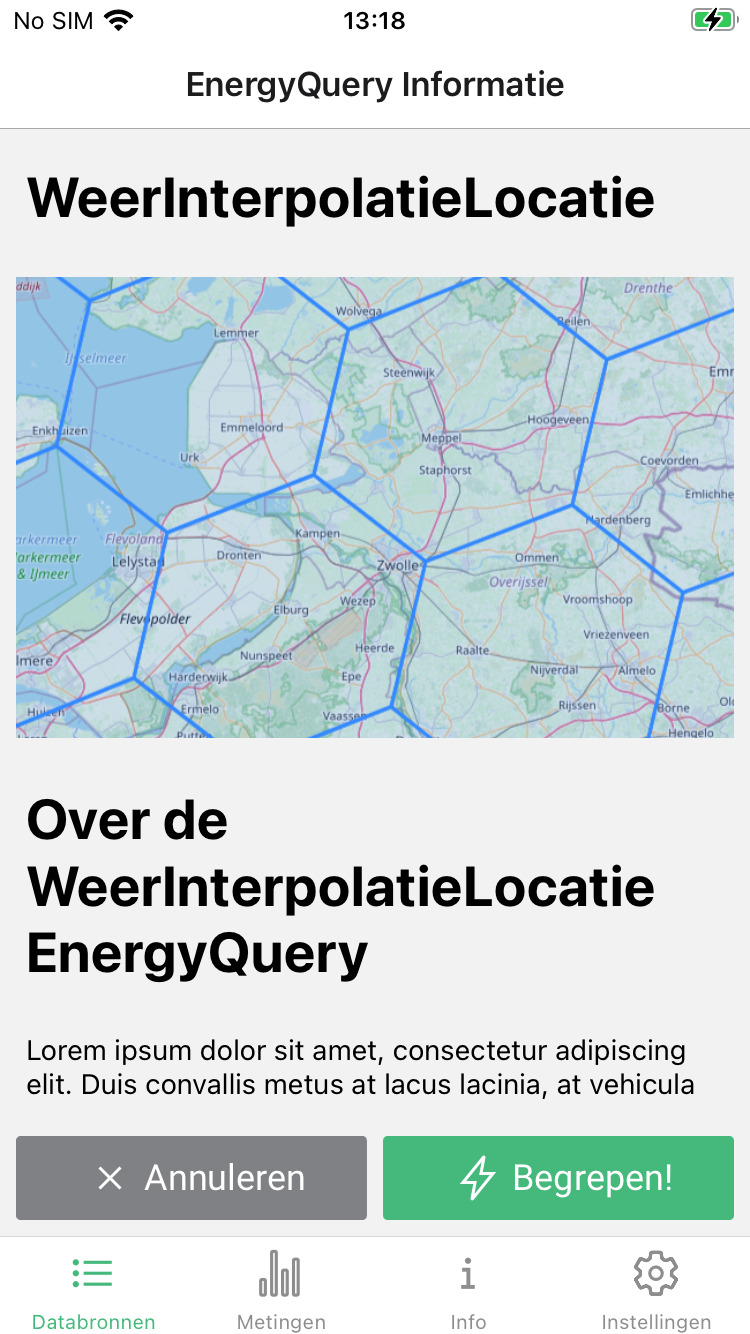 No SIM 13:18
EnergyQuery Informatie
WeerInterpolatieLocatie
ddijk
Drenthe
Wolvega
Beilen
Lemmer
IJsselmeer
Steenwijk
Emr
Enkhuizen
Emmeloord
Hoogeveen
Meppel
Urk
Staphorst
Coevorden
Emlichhe
Hardenberg
arkermeer
Flevoland
Kampen
arkermeer
& IJmeer
Lelystad
Dronten
Zwolle
Ommen
Overijssel
Flevopolder
Elburg
Wezep
Vroomshoop
Vriezenveen
lmere
Nunspeet
Heerde
Raalte
Harderwijk
Epe
Nijverdal
Almelo
Huizen
Ermelo
Vaassen
Rijssen
Borne
Putte
Hengelo
Over de
WeerInterpolatieLocatie
EnergyQuery
Lorem ipsum dolor sit amet, consectetur adipiscing
elit. Duis convallis metus at lacus lacinia, at vehicula
Annuleren Begrepen!
Databronnen Metingen Info Instellingen